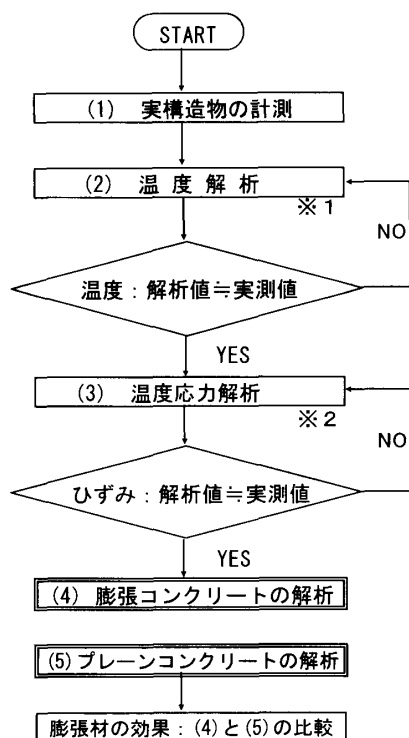 START
(1) 実構造物の計測
(2) 温度解析
※1
NO
温度：解析値≒実測値
YES
(3) 温度応力解析
※2
NO
ひずみ：解析値≒実測値
YES
(4) 膨張コンクリートの解析
(5)プレーンコンクリートの解析
膨張材の効果：(4)と(5)の比較